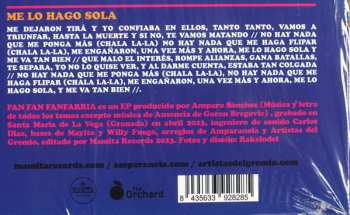 ME LO HAGO SOLA
ME DEJARON TIRÁ Y YO CONFIABA EN ELLOS, TANTO TANTO, VAMOS A
TRIUNFAR, HASTA LA MUERTE Y SI NO, TE VAMOS MATANDO // NO HAY NADA
QUE ME PONGA MÁS (CHALA LA-LA) NO HAY NADA QUE ME HAGA FLIPAR
(CHALA LA-LA), ME ENGAÑARON, UNA VEZ MÁS Y AHORA, ME LO HAGO SOLA Y
ME VA TAN BIEN // QUE MALO EL INTERÉS, ROMPE ALIANZAS, GANA BATALLAS,
TE SEPARA, YO NO LO QUISE VER, Y AL DARME CUENTA, ESTABA TAN COLGADA
// NO HAY NADA QUE ME PONGA MÁS (CHALA LA-LA), NO HAY NADA QUE ME
HAGA FLIPAR (CHALA LA-LA), ME ENGAÑARON, UNA VEZ MÁS Y AHORA, ME LO
HAGO SOLA, Y ME VA TAN BIEN //.
PAN FAN FANFARRIA es un EP producido por Amparo Sánchez [Música y letra
de todos los temas excepto música de Ausencia de Goran Bregovic], grabado en
Santa María de La Vega (Granada) en abril 2023, ingeniero de sonido Carlos
Díaz, bases de Mayita y Willy Fuego, arreglos de Amparanoia y Artistas del
Gremio, editado por Mamita Records 2023. Fotos y diseño: Rakelodel
mamitarecords.com // amparanoia.com / artistasdelgremio.com
The
Orchard
8 435633 928285